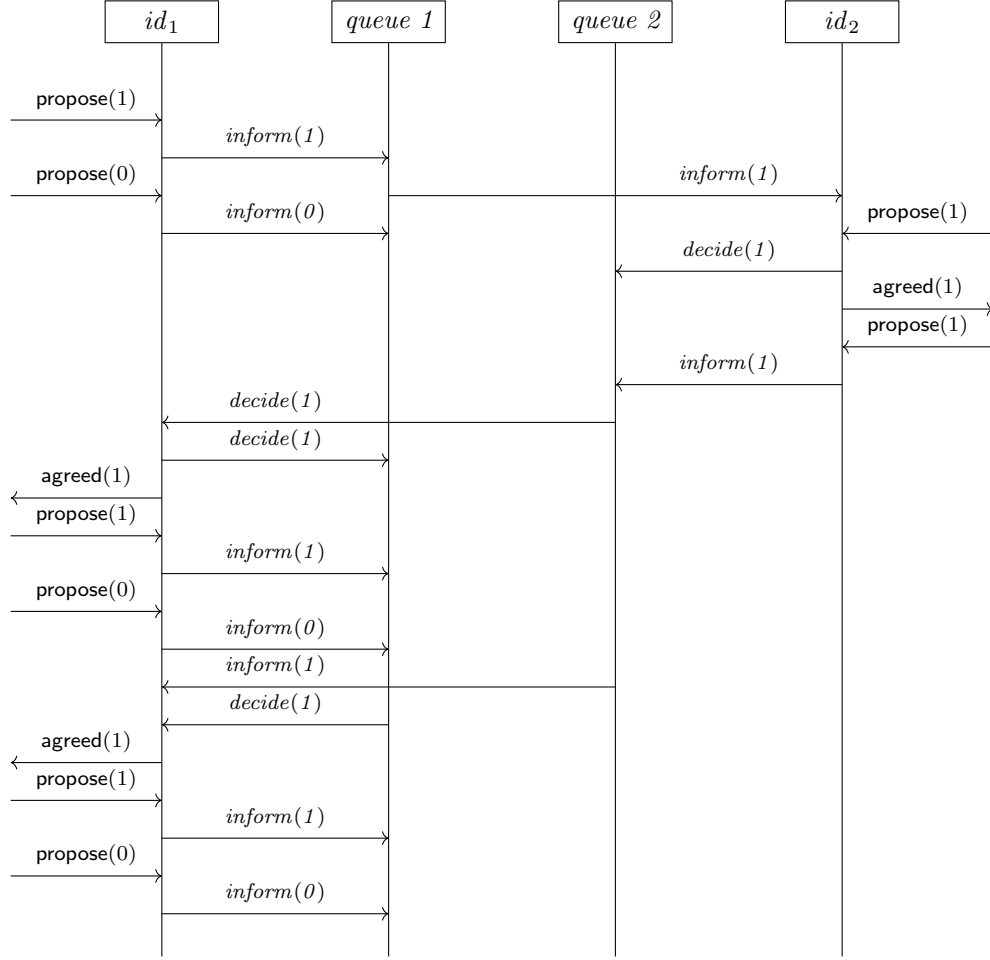 id₁ queue 1 queue 2 id₂
propose(1)
inform(1)
propose(0) inform(1)
inform(0) propose(1)
decide(1)
agreed(1)
propose(1)
inform(1)
decide(1)
decide(1)
agreed(1)
propose(1)
inform(1)
propose(0)
inform(0)
inform(1)
decide(1)
agreed(1)
propose(1)
inform(1)
propose(0)
inform(0)